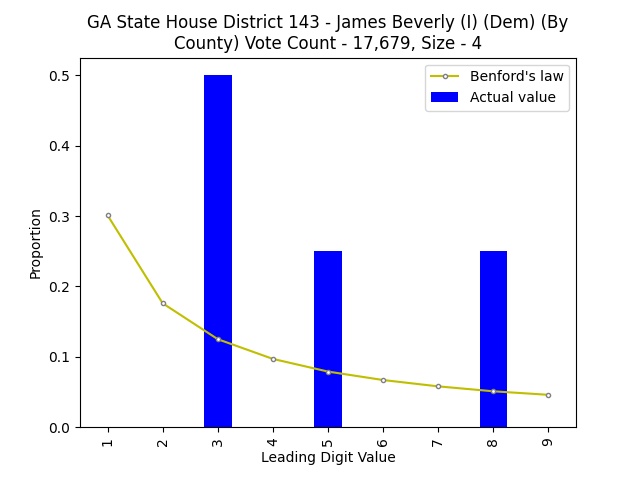 GA State House District 143 - James Beverly (I) (Dem) (By
County) Vote Count - 17,679, Size - 4
Benford's law
Actual value
0.5
0.4
0.3
0.2
0.1
0.0
Proportion
1 2 3 4 5 6 7 8 9
Leading Digit Value